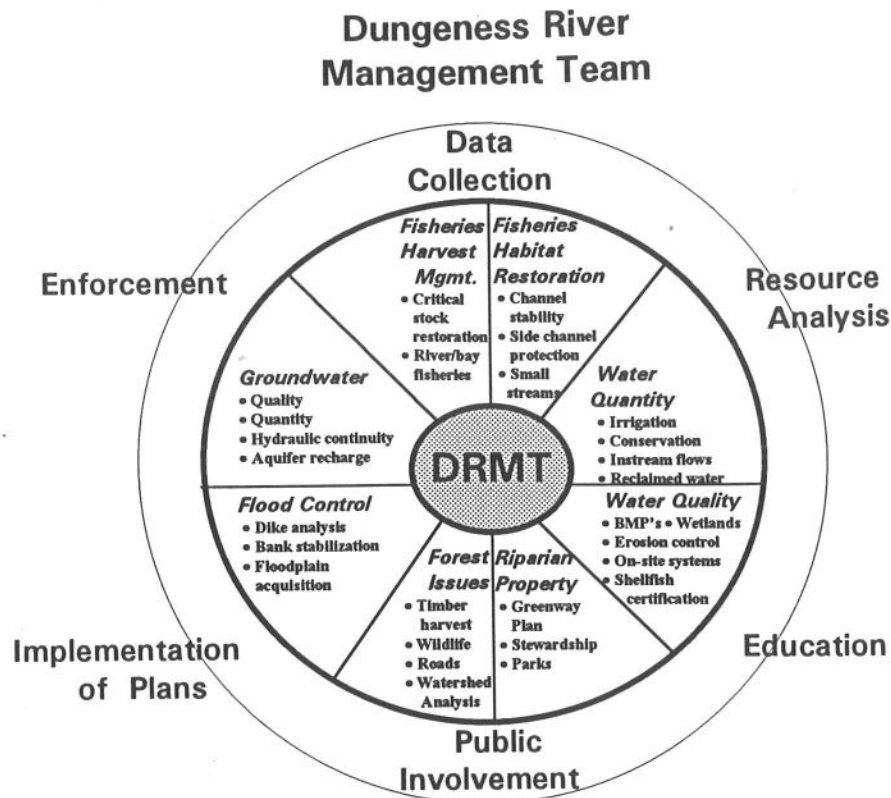 Dungeness River
Management Team
Data
Collection
Enforcement
Resource
Analysis
Fisheries
Harvest
Mgmt.
• Critical
stock
restoration
• River/bay
fisheries
Fisheries
Habitat
Restoration
• Channel
stability
• Side channel
protection
• Small
streams
Groundwater
• Quality
• Quantity
• Hydraulic continuity
• Aquifer recharge
Water
Quantity
• Irrigation
• Conservation
• Instream flows
• Reclaimed water
DRMT
Flood Control
• Dike analysis
• Bank stabilization
• Floodplain
acquisition
Forest
Issues
• Timber
harvest
• Wildlife
• Roads
• Watershed
Analysis
Riparian
Property
• Greenway
Plan
• Stewardship
• Parks
Water Quality
• BMP's • Wetlands
• Erosion control
• On-site systems
• Shellfish
certification
Implementation
of Plans
Education
Public
Involvement